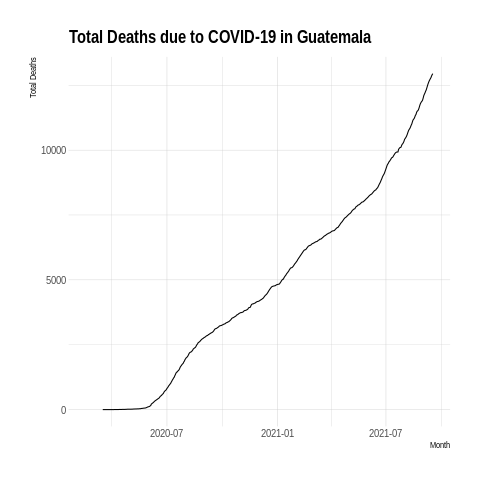 Total Deaths due to COVID-19 in Guatemala
Total Deaths
10000
5000
0
2020-07
2021-01
2021-07
Month